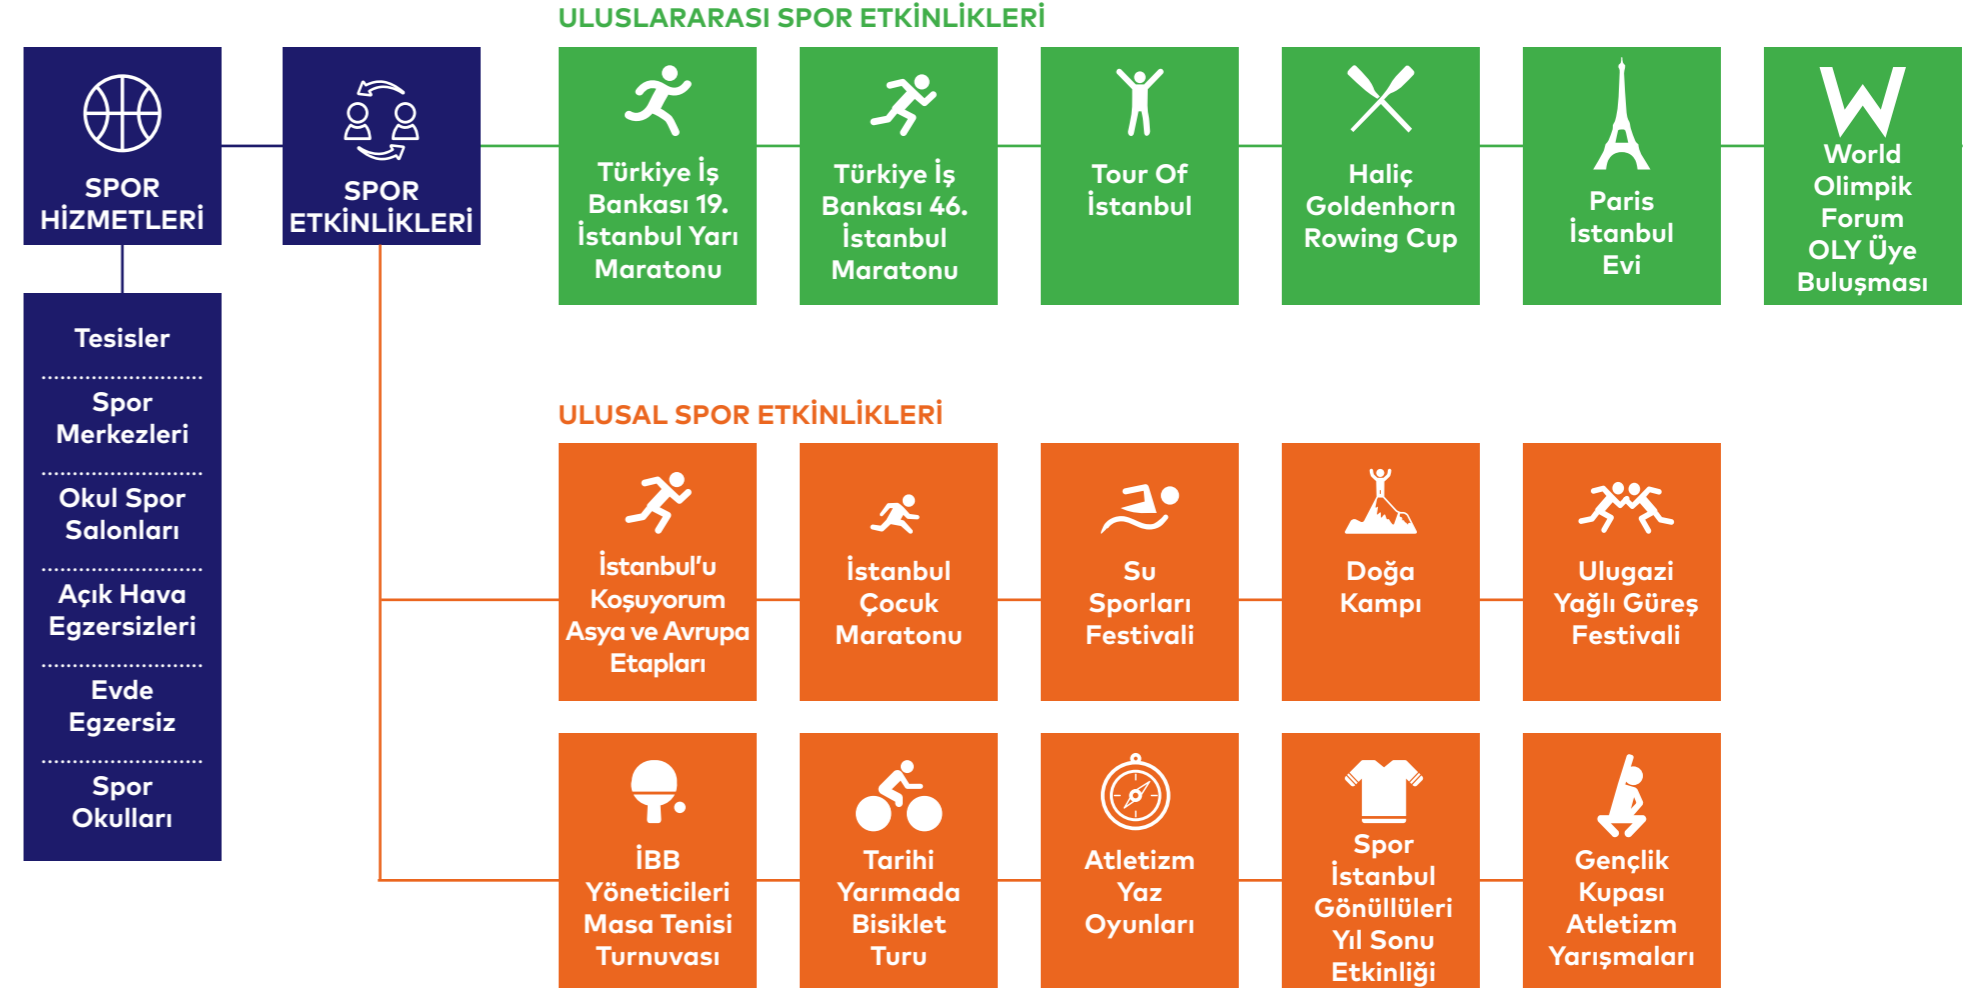 ULUSLARARASI SPOR ETKİNLİKLERİ
SPOR
HİZMETLERİ
SPOR
ETKİNLİKLERİ
Türkiye İş
Bankası 19.
İstanbul Yarı
Maratonu
Türkiye İş
Bankası 46.
İstanbul
Maratonu
Tour Of
İstanbul
Haliç
Goldenhorn
Rowing Cup
Paris
İstanbul
Evi
World
Olimpik
Forum
OLY Üye
Buluşması
Tesisler
Spor
Merkezleri
Okul Spor
Salonları
Açık Hava
Egzersizleri
Evde
Egzersiz
Spor
Okulları
ULUSAL SPOR ETKİNLİKLERİ
İstanbul'u
Koşuyorum
Asya ve Avrupa
Etapları
İstanbul
Çocuk
Maratonu
Su
Sporları
Festivali
Doğa
Kampı
Ulugazi
Yağlı Güreş
Festivali
İBB
Yöneticileri
Masa Tenisi
Turnuvası
Tarihi
Yarımada
Bisiklet
Turu
Atletizm
Yaz
Oyunları
Spor
İstanbul
Gönüllüleri
Yıl Sonu
Etkinliği
Gençlik
Kupası
Atletizm
Yarışmaları